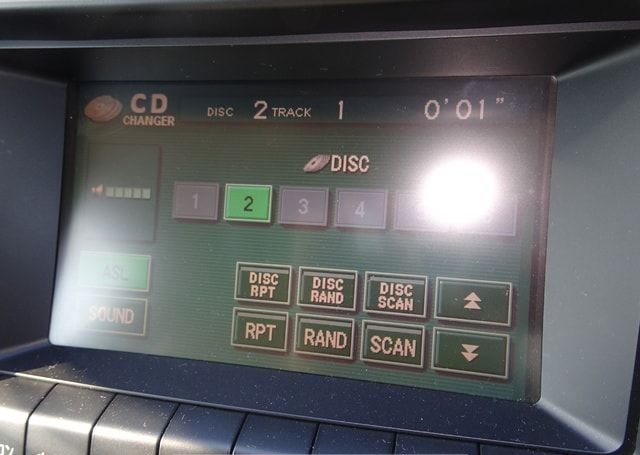 CD CHANGER DISC 2 TRACK 1 0'01"
DISC
1 2 3 4
ASL
DISC RPT DISC RAND DISC SCAN
SOUND
RPT RAND SCAN